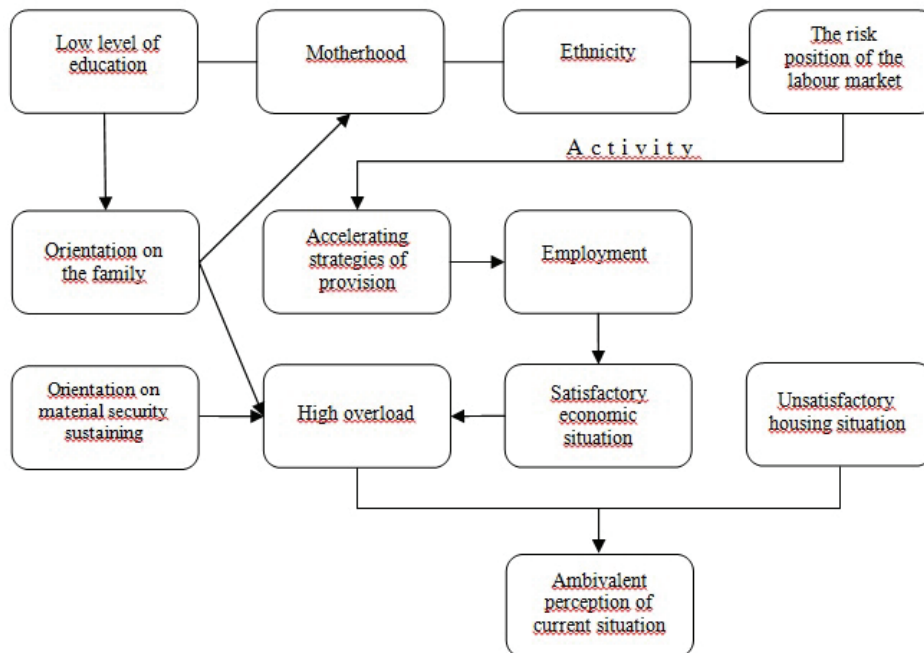 Low level of
education
Motherhood
Ethnicity
The risk
position of the
labour market
Activity
Orientation on
the family
Accelerating
strategies of
provision
Employment
Orientation on
material security
sustaining
High overload
Satisfactory
economic
situation
Unsatisfactory
housing situation
Ambivalent
perception of
current situation